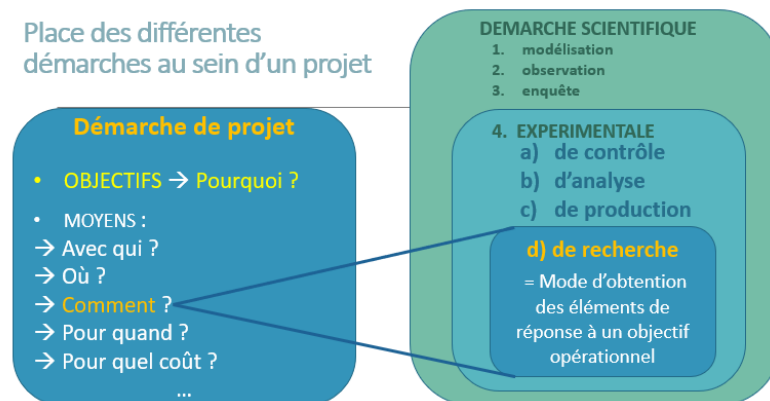 Place des différentes
démarches au sein d'un projet
Démarche de projet
• OBJECTIFS → Pourquoi ?
• MOYENS :
→ Avec qui ?
→ Où ?
→ Comment ?
→ Pour quand ?
→ Pour quel coût ?
...
DEMARCHE SCIENTIFIQUE
1. modélisation
2. observation
3. enquête
4. EXPERIMENTALE
a) de contrôle
b) d'analyse
c) de production
d) de recherche
= Mode d'obtention
des éléments de
réponse à un objectif
opérationnel